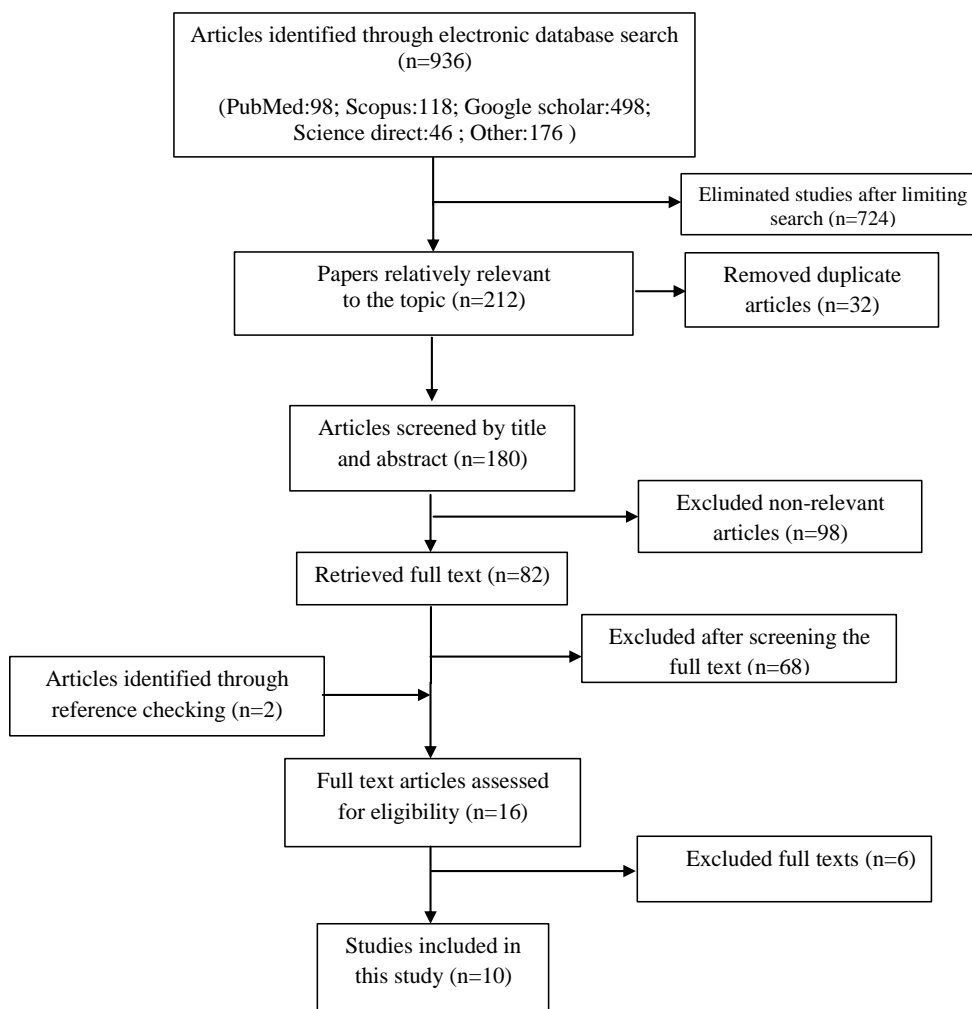 Articles identified through electronic database search
(n=936)
(PubMed:98; Scopus:118; Google scholar:498;
Science direct:46 ; Other:176 )
Eliminated studies after limiting
search (n=724)
Papers relatively relevant
to the topic (n=212)
Removed duplicate
articles (n=32)
Articles screened by title
and abstract (n=180)
Excluded non-relevant
articles (n=98)
Retrieved full text (n=82)
Excluded after screening the
full text (n=68)
Articles identified through
reference checking (n=2)
Full text articles assessed
for eligibility (n=16)
Excluded full texts (n=6)
Studies included in
this study (n=10)